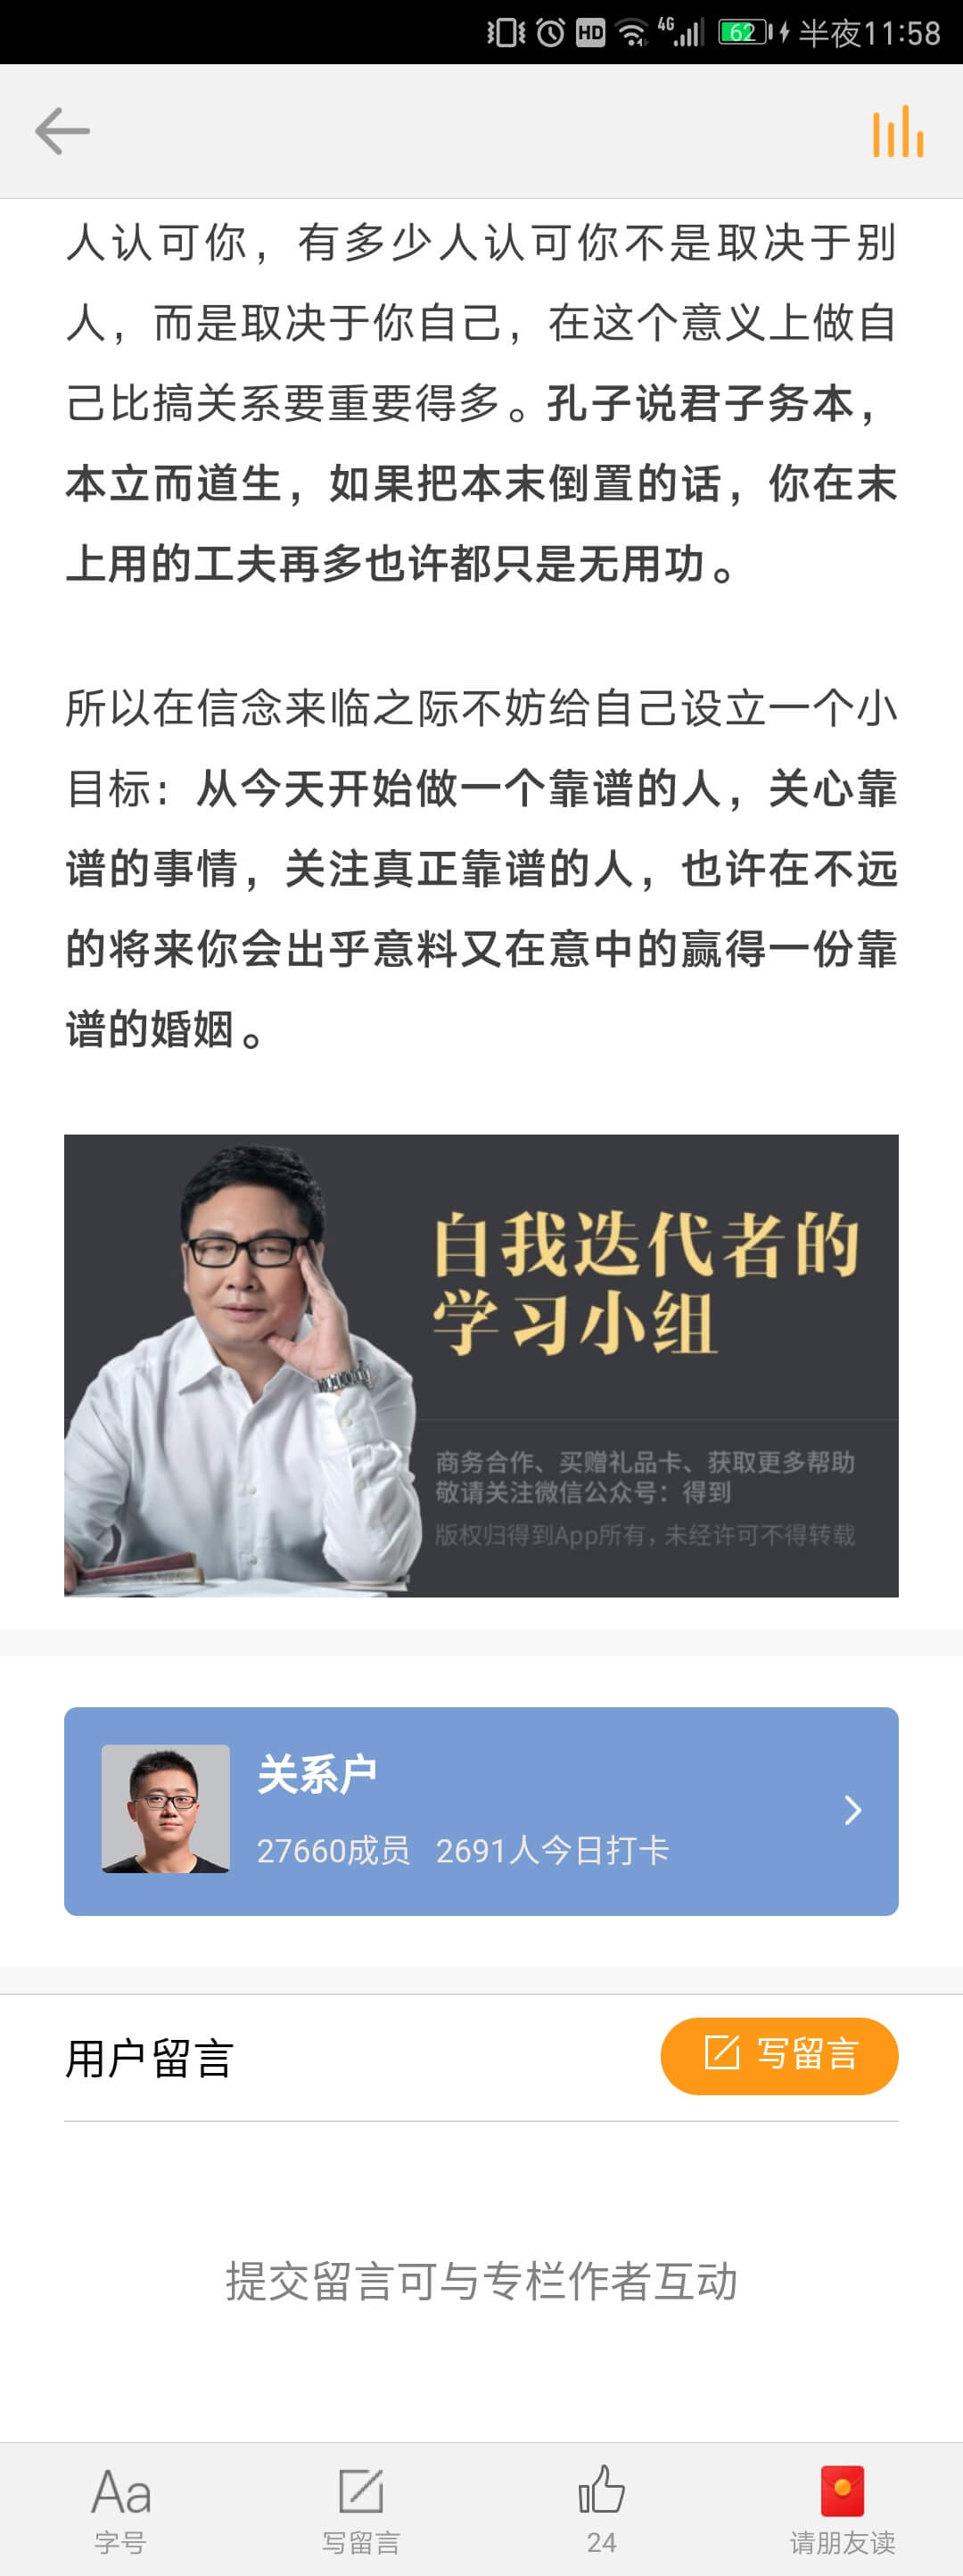 HD 4G 62 半夜11:58
人认可你，有多少人认可你不是取决于别
人，而是取决于你自己，在这个意义上做自
己比搞关系要重要得多。孔子说君子务本，
本立而道生，如果把本末倒置的话，你在末
上用的工夫再多也许都只是无用功。
所以在信念来临之际不妨给自己设立一个小
目标：从今天开始做一个靠谱的人，关心靠
谱的事情，关注真正靠谱的人，也许在不远
的将来你会出乎意料又在意中的赢得一份靠
谱的婚姻。
自我迭代者的
学习小组
商务合作、买赠礼品卡、获取更多帮助
敬请关注微信公众号：得到
版权归得到App所有，未经许可不得转载
关系户
27660成员 2691人今日打卡
用户留言
写留言
提交留言可与专栏作者互动
Aa
字号
写留言
24
请朋友读